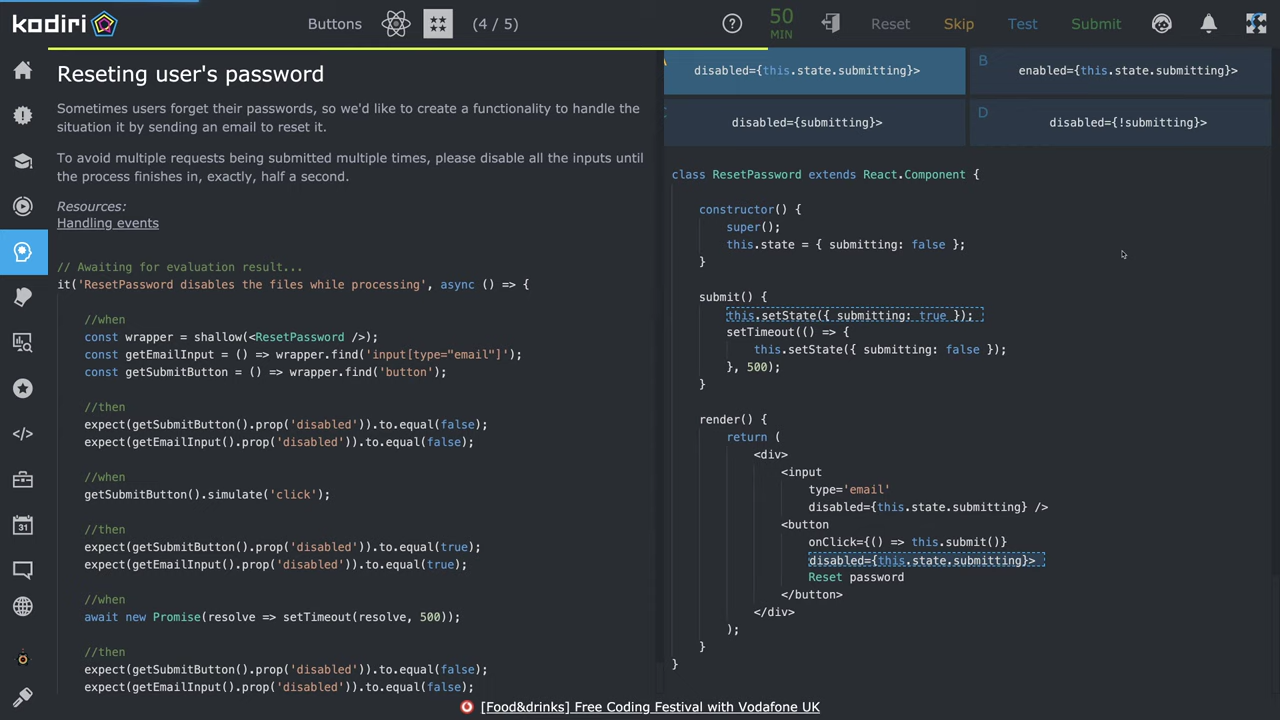 kodiri
Buttons
(4 / 5)
?
50
MIN
Reset
Skip
Test
Submit
Reseting user's password
Sometimes users forget their passwords, so we'd like to create a functionality to handle the
situation it by sending an email to reset it.
To avoid multiple requests being submitted multiple times, please disable all the inputs until
the process finishes in, exactly, half a second.
Resources:
Handling events
// Awaiting for evaluation result...
it('ResetPassword disables the files while processing', async () => {
//when
const wrapper = shallow(<ResetPassword />);
const getEmailInput = () => wrapper.find('input[type="email"]');
const getSubmitButton = () => wrapper.find('button');
//then
expect(getSubmitButton().prop('disabled')).to.equal(false);
expect(getEmailInput().prop('disabled')).to.equal(false);
//when
getSubmitButton().simulate('click');
//then
expect(getSubmitButton().prop('disabled')).to.equal(true);
expect(getEmailInput().prop('disabled')).to.equal(true);
//when
await new Promise(resolve => setTimeout(resolve, 500));
//then
expect(getSubmitButton().prop('disabled')).to.equal(false);
expect(getEmailInput().prop('disabled')).to.equal(false);
disabled={this.state.submitting}>
B
enabled={this.state.submitting}>
disabled={submitting}>
D
disabled={!submitting}>
class ResetPassword extends React.Component {
constructor() {
super();
this.state = { submitting: false };
}
submit() {
this.setState({ submitting: true });
setTimeout(() => {
this.setState({ submitting: false });
}, 500);
}
render() {
return (
<div>
<input
type='email'
disabled={this.state.submitting} />
<button
onClick={() => this.submit()}
disabled={this.state.submitting}>
Reset password
</button>
</div>
);
}
}
31
[Food&drinks] Free Coding Festival with Vodafone UK